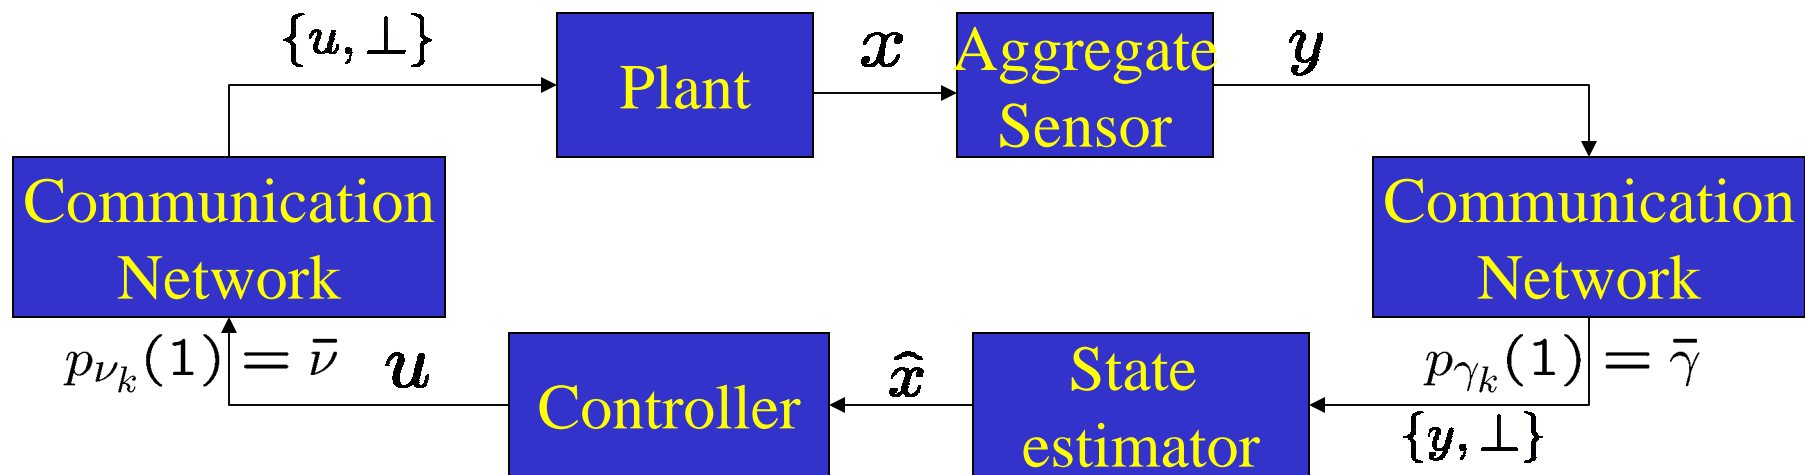 {u, ⊥}
Plant
x
Aggregate
Sensor
y
Communication
Network
Communication
Network
p_{ν_k}(1) = ν̄
u
Controller
x̂
State
estimator
p_{γ_k}(1) = γ̄
{y, ⊥}